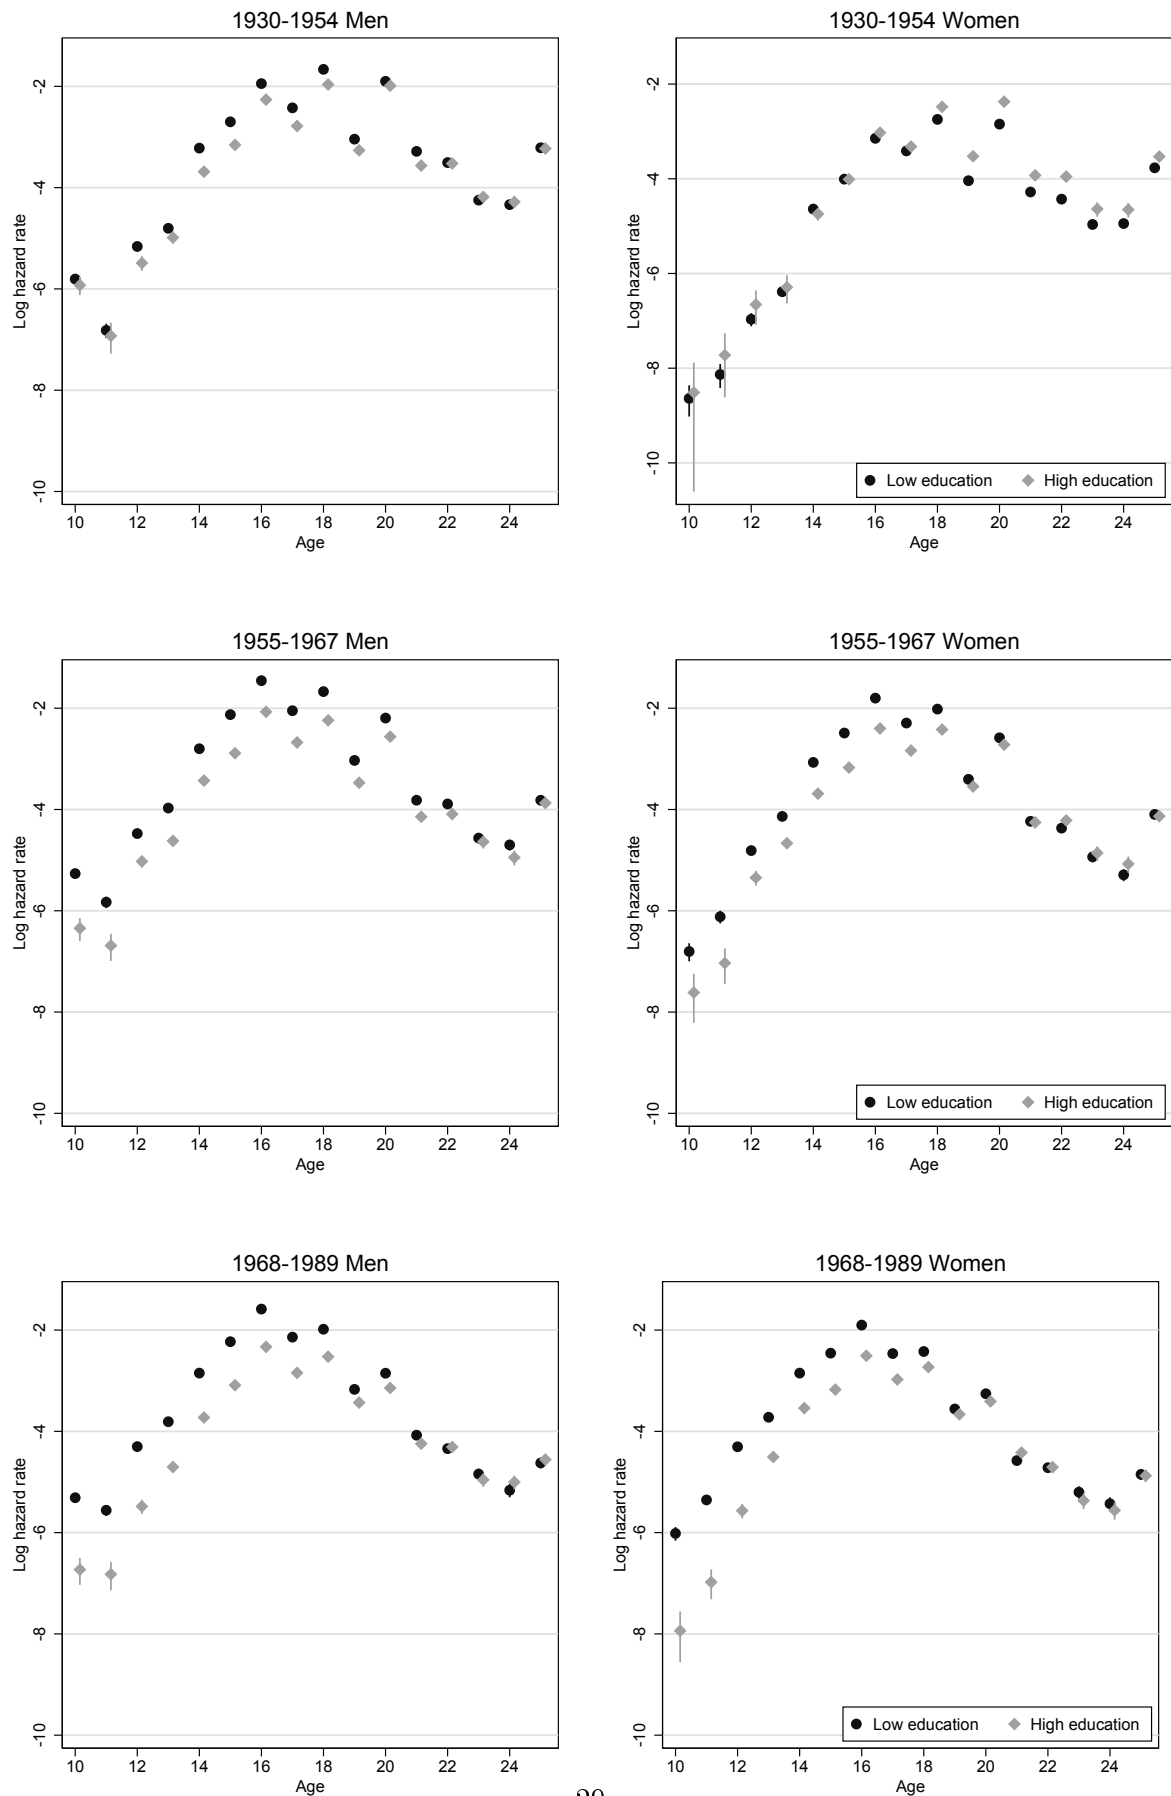 1930-1954 Men
1930-1954 Women
Log hazard rate
-2
-4
-6
-8
-10
10 12 14 16 18 20 22 24
Age
Log hazard rate
-2
-4
-6
-8
-10
Low education
High education
10 12 14 16 18 20 22 24
Age
1955-1967 Men
1955-1967 Women
Log hazard rate
-2
-4
-6
-8
-10
10 12 14 16 18 20 22 24
Age
Log hazard rate
-2
-4
-6
-8
-10
Low education
High education
10 12 14 16 18 20 22 24
Age
1968-1989 Men
1968-1989 Women
Log hazard rate
-2
-4
-6
-8
-10
10 12 14 16 18 20 22 24
Age
Log hazard rate
-2
-4
-6
-8
-10
Low education
High education
10 12 14 16 18 20 22 24
Age